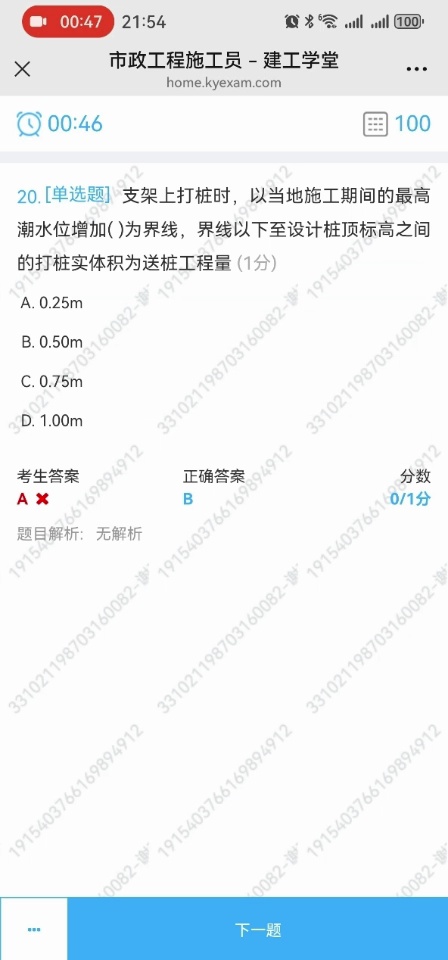 00:47 21:54 100
市政工程施工员 - 建工学堂
home.kyexam.com
00:46 100
20. [单选题] 支架上打桩时，以当地施工期间的最高
潮水位增加( )为界线，界线以下至设计桩顶标高之间
的打桩实体积为送桩工程量 (1分)
A. 0.25m
B. 0.50m
C. 0.75m
D. 1.00m
考生答案 正确答案 分数
A B 0/1分
题目解析: 无解析
下一题
1915403766169894912
331021198703160082-谢